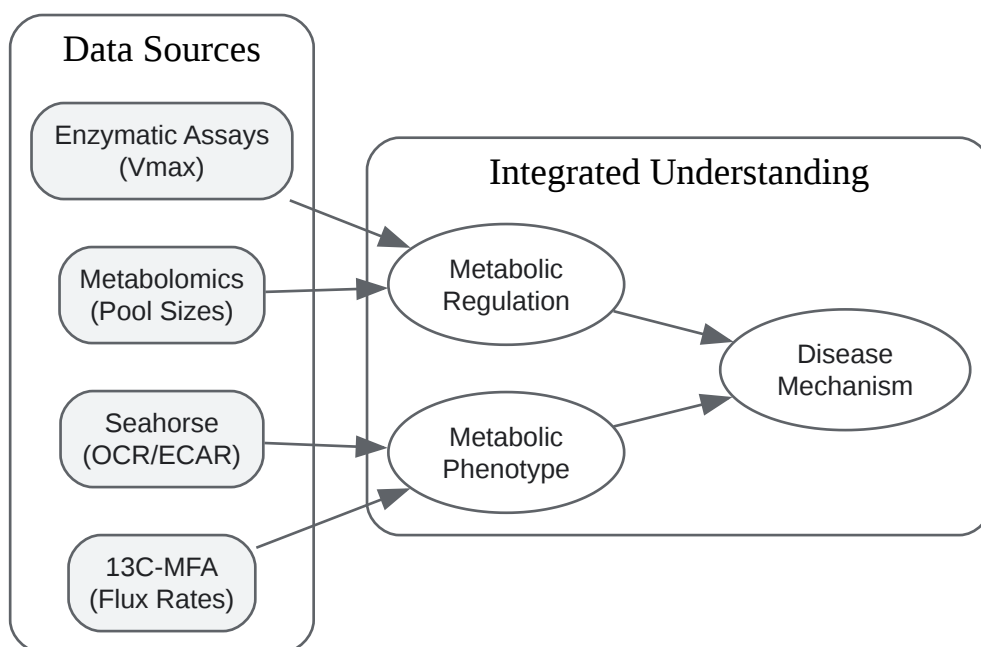 Data Sources
Enzymatic Assays
(Vmax)
Metabolomics
(Pool Sizes)
Seahorse
(OCR/ECAR)
13C-MFA
(Flux Rates)
Integrated Understanding
Metabolic
Regulation
Metabolic
Phenotype
Disease
Mechanism